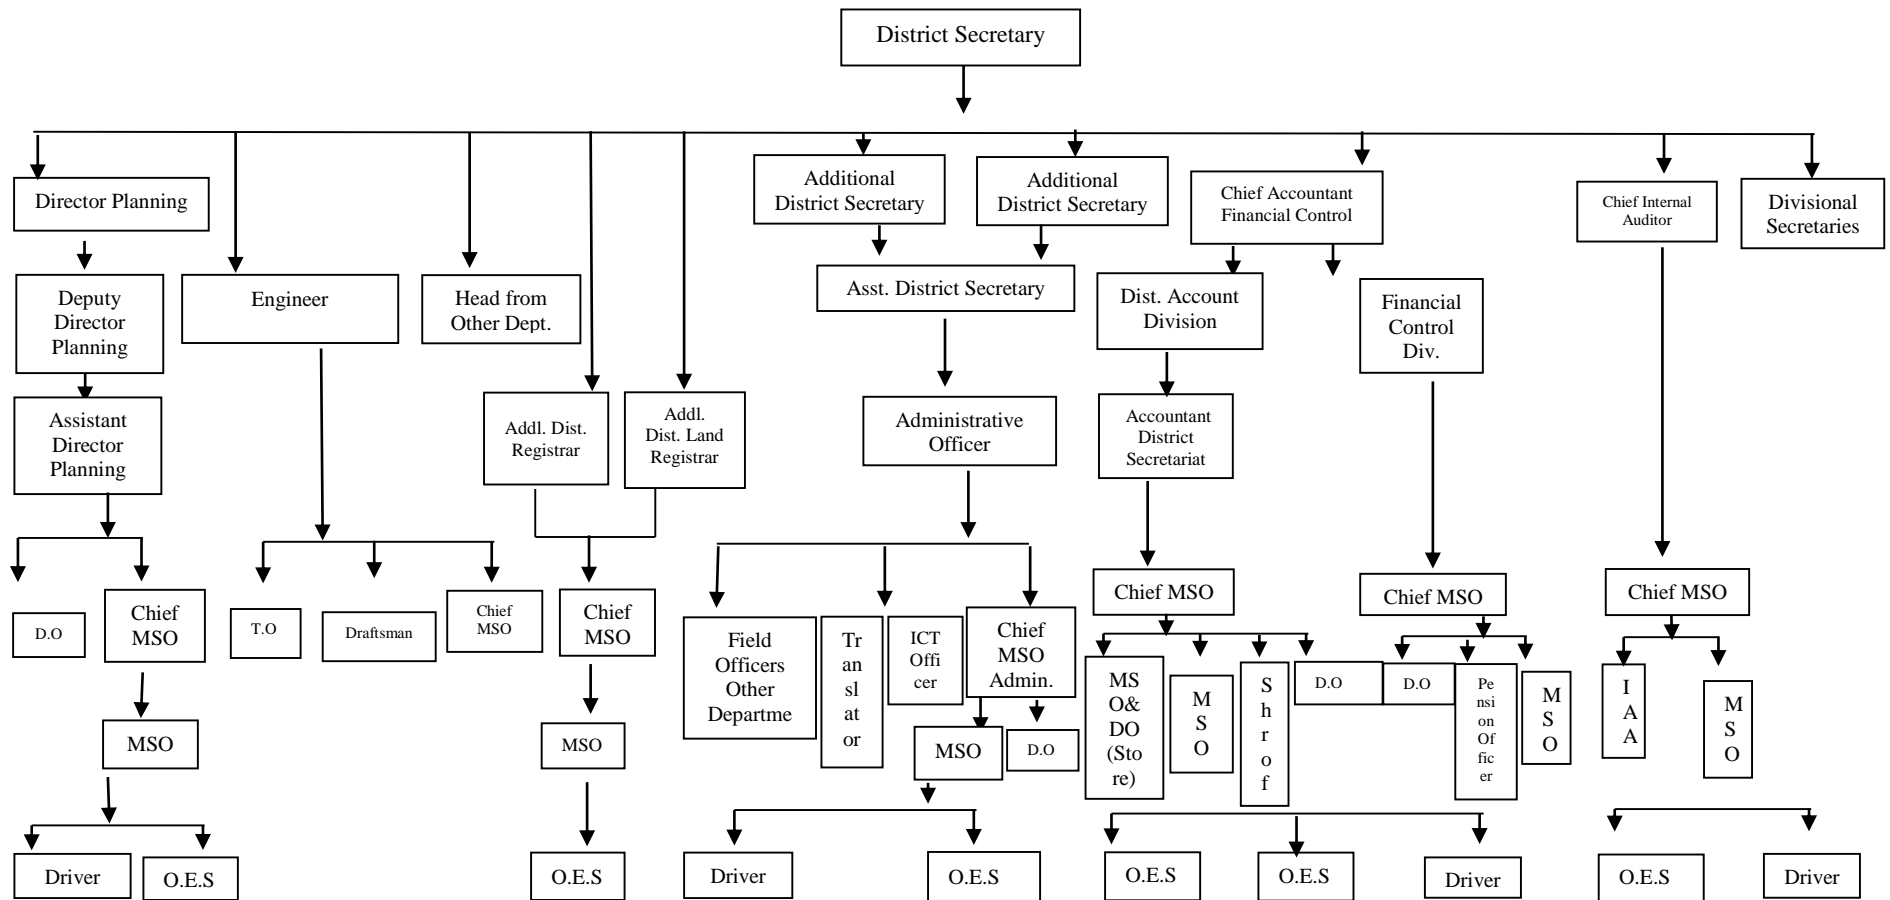 District Secretary
Director Planning
Additional
District Secretary
Additional
District Secretary
Chief Accountant
Financial Control
Chief Internal
Auditor
Divisional
Secretaries
Deputy
Director
Planning
Engineer
Head from
Other Dept.
Asst. District Secretary
Dist. Account
Division
Financial
Control
Div.
Assistant
Director
Planning
Addl. Dist.
Registrar
Addl.
Dist. Land
Registrar
Administrative
Officer
Accountant
District
Secretariat
D.O
Chief
MSO
T.O
Draftsman
Chief
MSO
Chief
MSO
Field
Officers
Other
Departme
Tr
an
sl
at
or
ICT
Offi
cer
Chief
MSO
Admin.
Chief MSO
Chief MSO
Chief MSO
MS
O&
DO
(Sto
re)
M
S
O
S
h
r
o
f
D.O
D.O
Pe
nsi
on
Of
fic
er
M
S
O
I
A
A
M
S
O
MSO
MSO
MSO
D.O
Driver
O.E.S
O.E.S
Driver
O.E.S
O.E.S
O.E.S
Driver
O.E.S
Driver